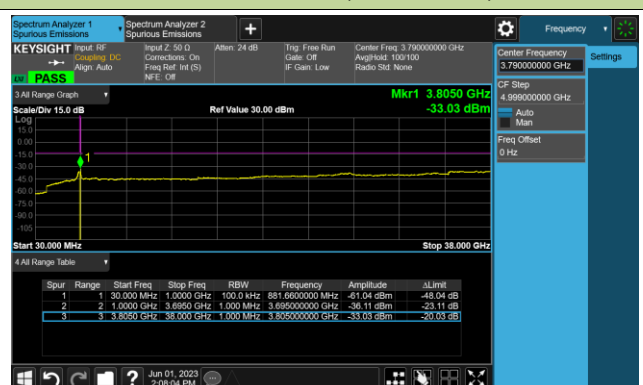 Spectrum Analyzer 1
Spurious Emissions
Spectrum Analyzer 2
Spurious Emissions
Frequency
KEYSIGHT
Input: RF
Coupling: DC
Align: Auto
Input Z: 50 Ω
Corrections: On
Freq Ref: Int (S)
NFE: Off
Atten: 24 dB
Trig: Free Run
Gate: Off
IF Gain: Low
Center Freq: 3.790000000 GHz
Avg|Hold: 100/100
Radio Std: None
PASS
Center Frequency
3.790000000 GHz
Settings
CF Step
4.999000000 GHz
Auto
Man
Freq Offset
0 Hz
3 All Range Graph
Mkr1 3.8050 GHz
-33.03 dBm
Scale/Div 15.0 dB
Ref Value 30.00 dBm
Log
15.0
0.00
-15.0
-30.0
-45.0
-60.0
-75.0
-90.0
-105
1
Start 30.000 MHz
Stop 38.000 GHz
4 All Range Table
Spur Range Start Freq Stop Freq RBW Frequency Amplitude ΔLimit
1 1 30.000 MHz 1.0000 GHz 100.0 kHz 881.6600000 MHz -61.04 dBm -48.04 dB
2 2 1.0000 GHz 3.6950 GHz 1.000 MHz 3.695000000 GHz -36.11 dBm -23.11 dB
3 3 3.8050 GHz 38.000 GHz 1.000 MHz 3.805000000 GHz -33.03 dBm -20.03 dB
?
Jun 01, 2023
2:08:04 PM